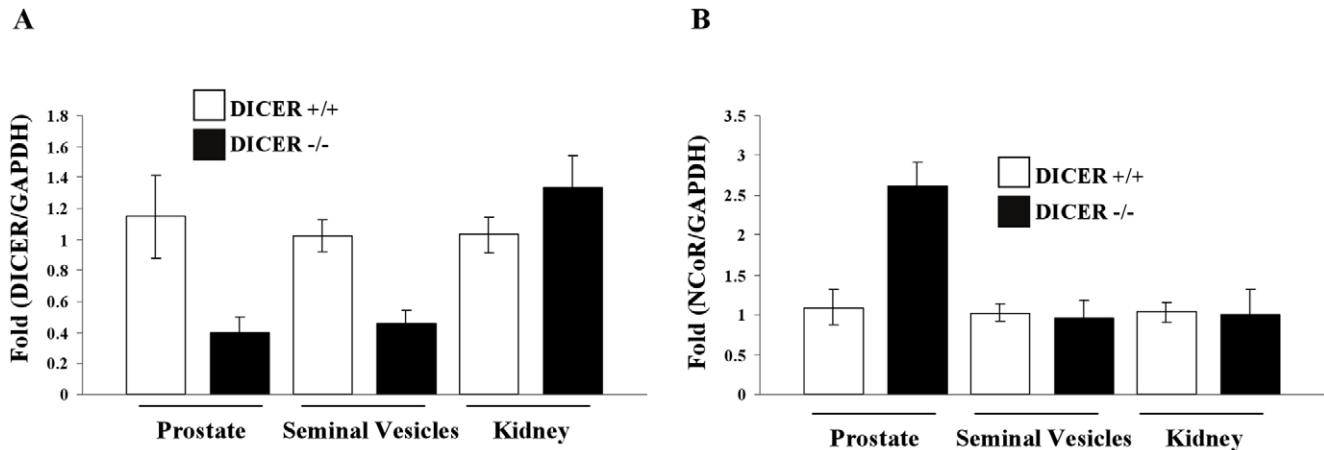 A
Fold (DICER/GAPDH)
1.8
1.6
1.4
1.2
1
0.8
0.6
0.4
0.2
0
DICER +/+
DICER -/-
Prostate
Seminal Vesicles
Kidney
B
Fold (NCoR/GAPDH)
3.5
3
2.5
2
1.5
1
0.5
0
DICER +/+
DICER -/-
Prostate
Seminal Vesicles
Kidney